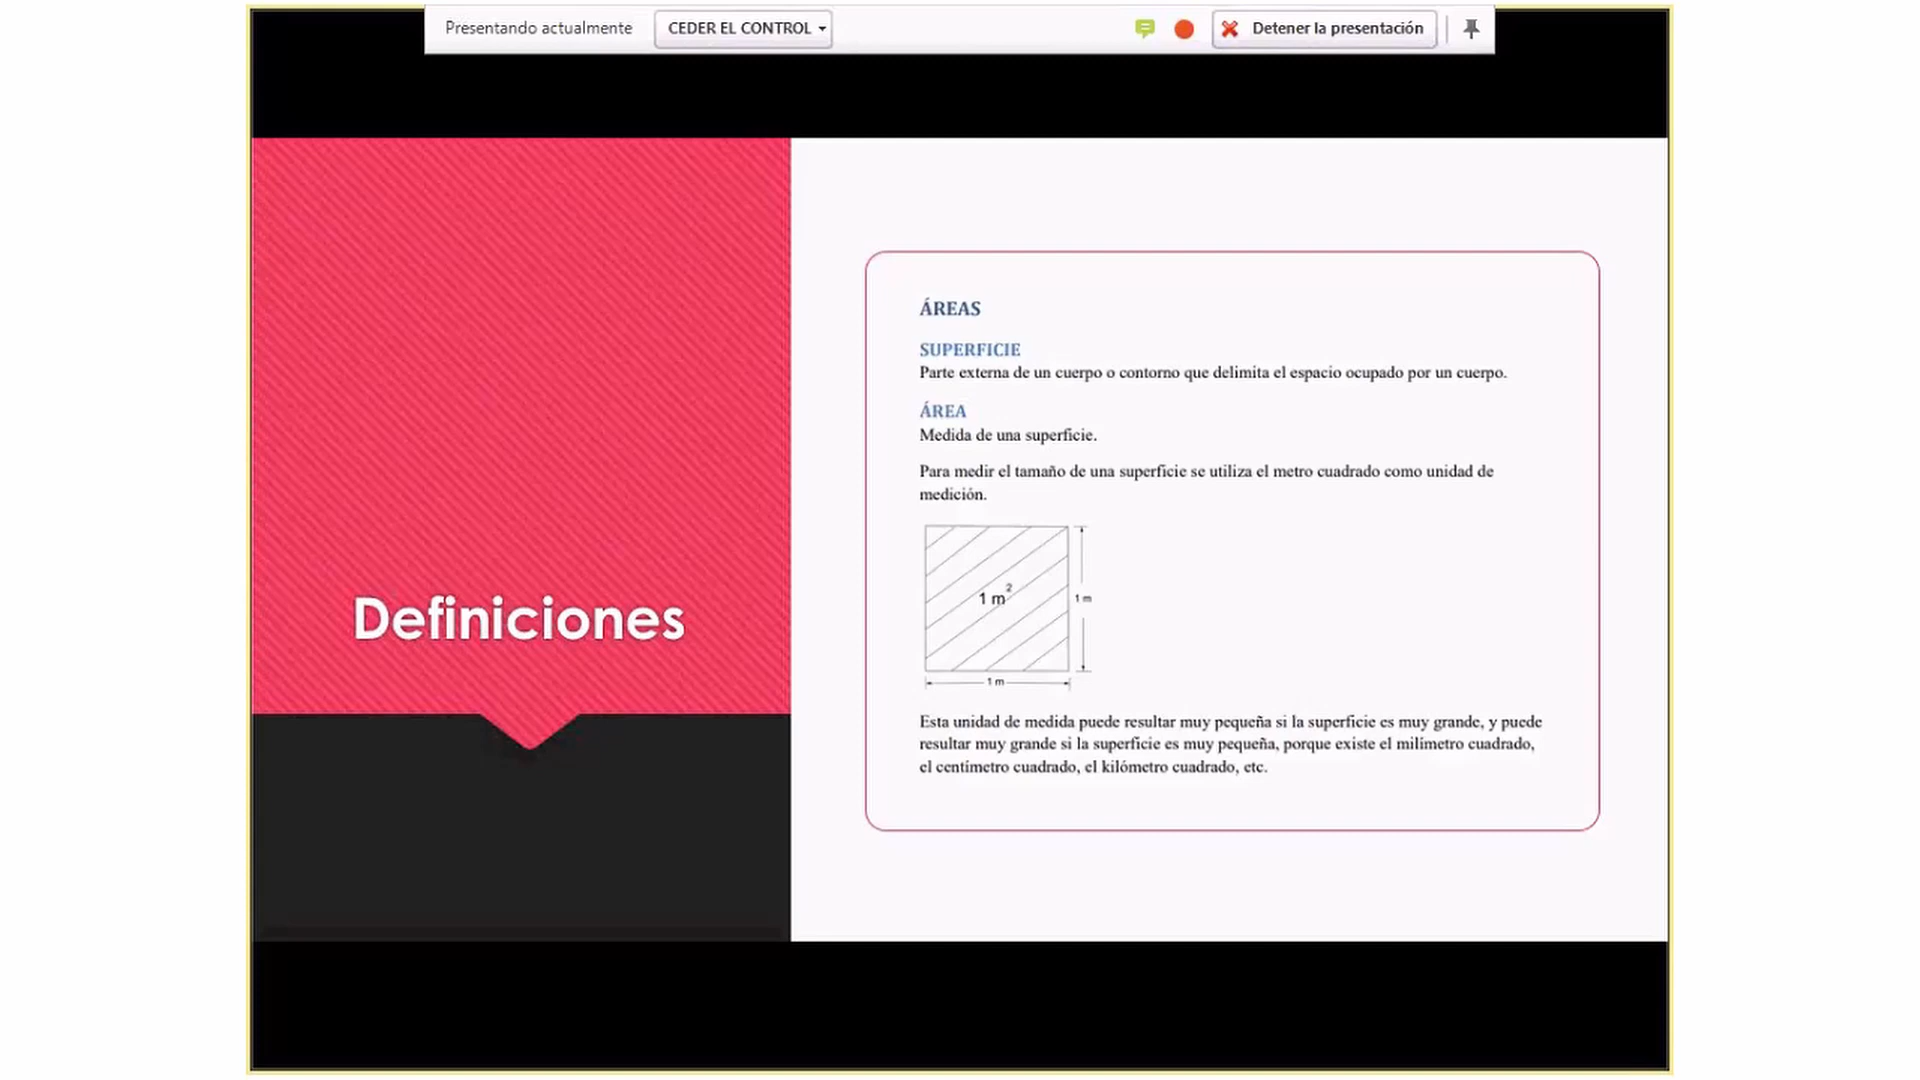 Presentando actualmente
CEDER EL CONTROL
Detener la presentación
Definiciones
ÁREAS
SUPERFICIE
Parte externa de un cuerpo o contorno que delimita el espacio ocupado por un cuerpo.
ÁREA
Medida de una superficie.
Para medir el tamaño de una superficie se utiliza el metro cuadrado como unidad de
medición.
1 m²
1 m
1 m
Esta unidad de medida puede resultar muy pequeña si la superficie es muy grande, y puede
resultar muy grande si la superficie es muy pequeña, porque existe el milímetro cuadrado,
el centímetro cuadrado, el kilómetro cuadrado, etc.